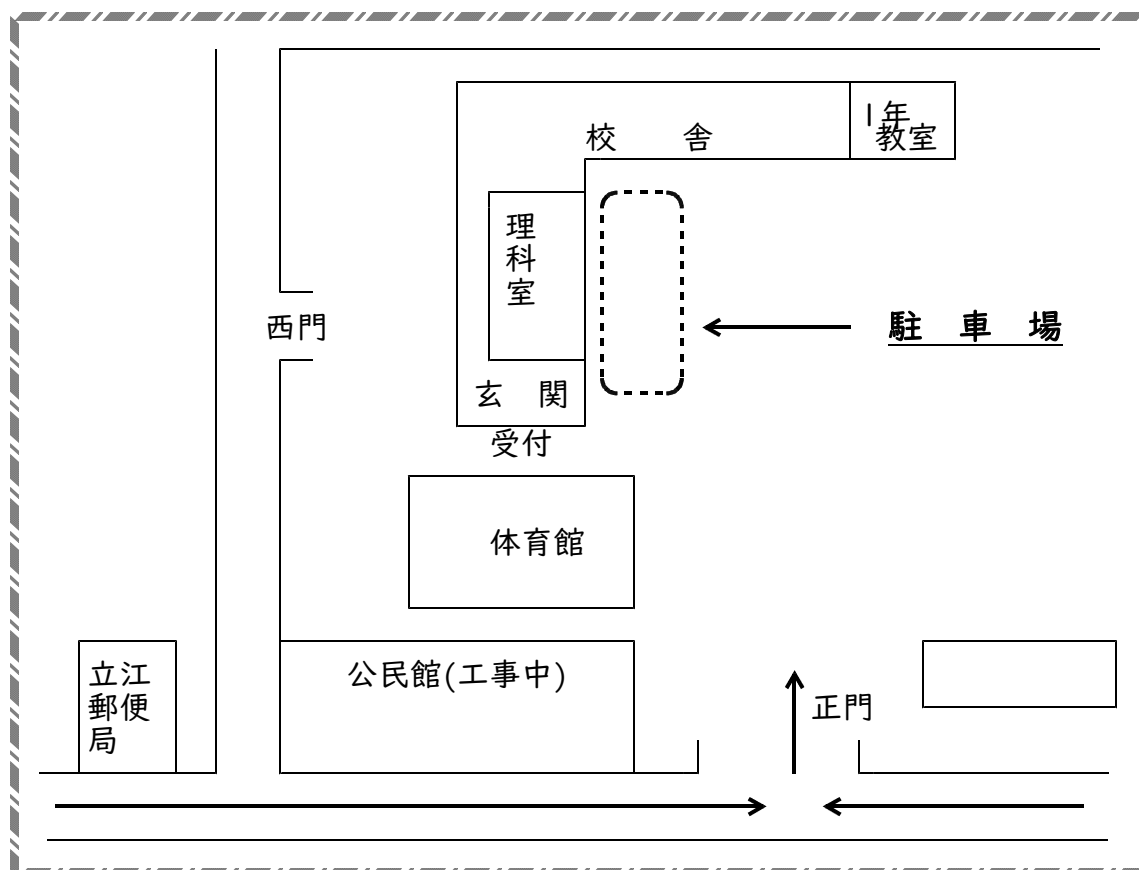 1年
教室
校　　舎
理
科
室
西門
駐　車　場
玄　関
受付
体育館
公民館(工事中)
立江
郵便
局
正門